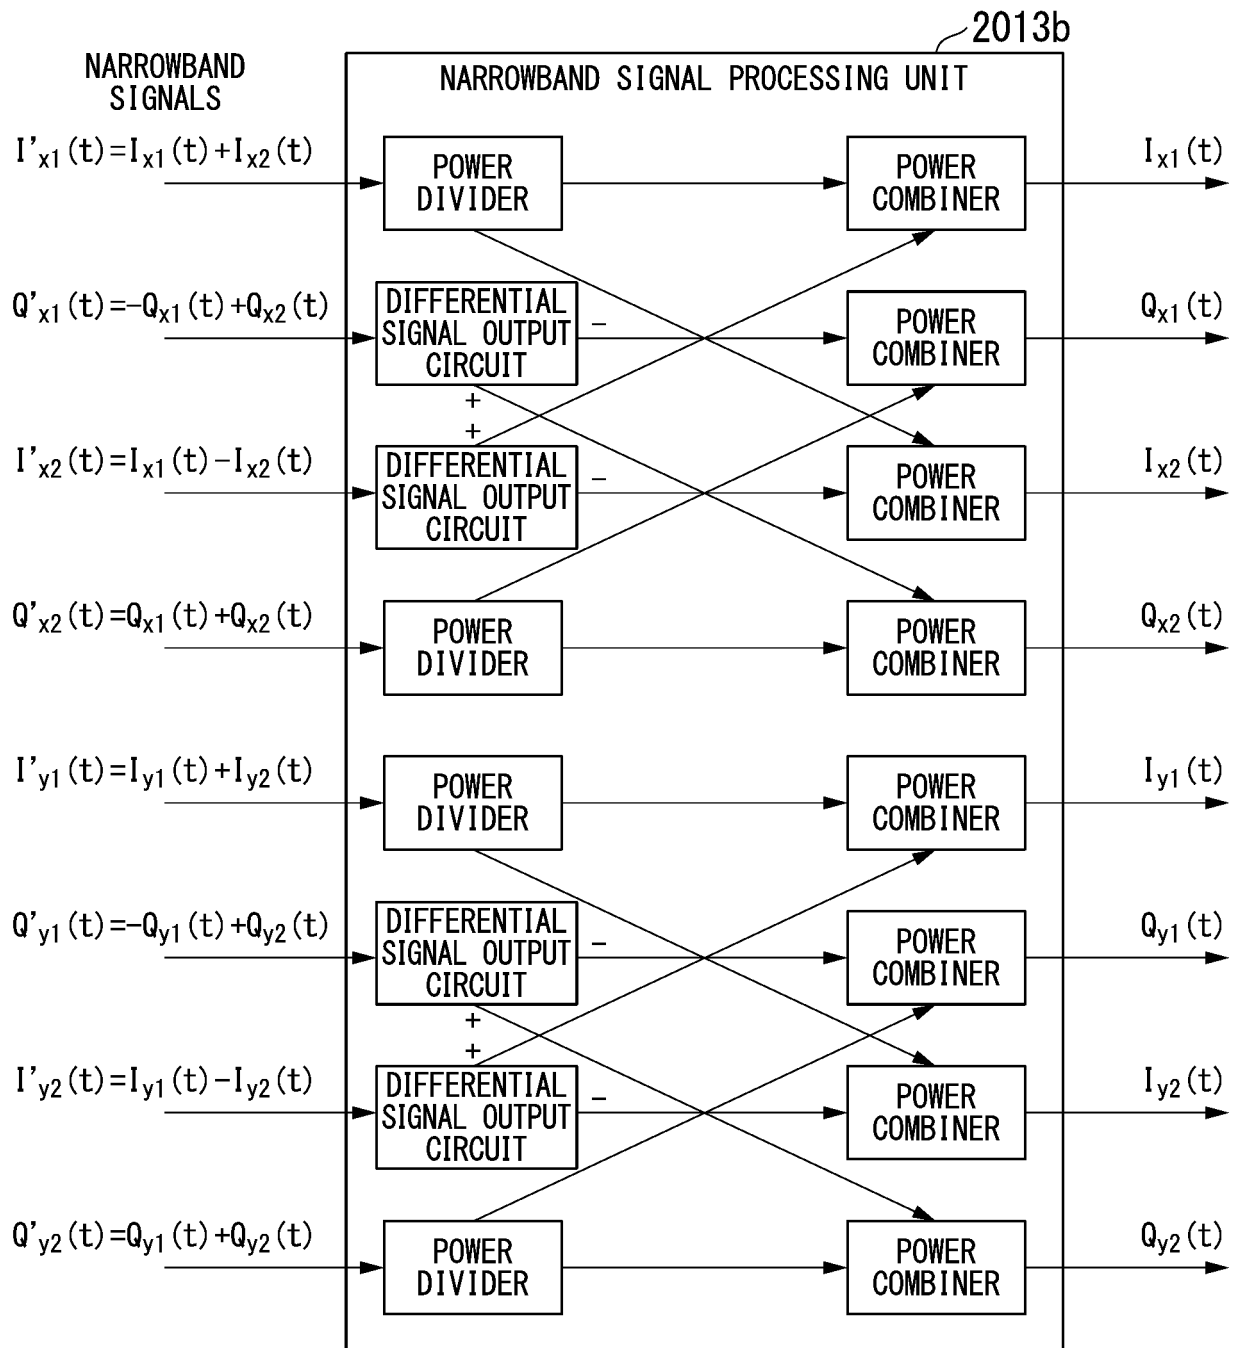 2013b
NARROWBAND
SIGNALS
NARROWBAND SIGNAL PROCESSING UNIT
I'x1(t)=Ix1(t)+Ix2(t)
POWER
DIVIDER
POWER
COMBINER
Ix1(t)
Q'x1(t)=-Qx1(t)+Qx2(t)
DIFFERENTIAL
SIGNAL OUTPUT
CIRCUIT
−
+
POWER
COMBINER
Qx1(t)
I'x2(t)=Ix1(t)-Ix2(t)
+
DIFFERENTIAL
SIGNAL OUTPUT
CIRCUIT
−
POWER
COMBINER
Ix2(t)
Q'x2(t)=Qx1(t)+Qx2(t)
POWER
DIVIDER
POWER
COMBINER
Qx2(t)
I'y1(t)=Iy1(t)+Iy2(t)
POWER
DIVIDER
POWER
COMBINER
Iy1(t)
Q'y1(t)=-Qy1(t)+Qy2(t)
DIFFERENTIAL
SIGNAL OUTPUT
CIRCUIT
−
+
POWER
COMBINER
Qy1(t)
I'y2(t)=Iy1(t)-Iy2(t)
+
DIFFERENTIAL
SIGNAL OUTPUT
CIRCUIT
−
POWER
COMBINER
Iy2(t)
Q'y2(t)=Qy1(t)+Qy2(t)
POWER
DIVIDER
POWER
COMBINER
Qy2(t)